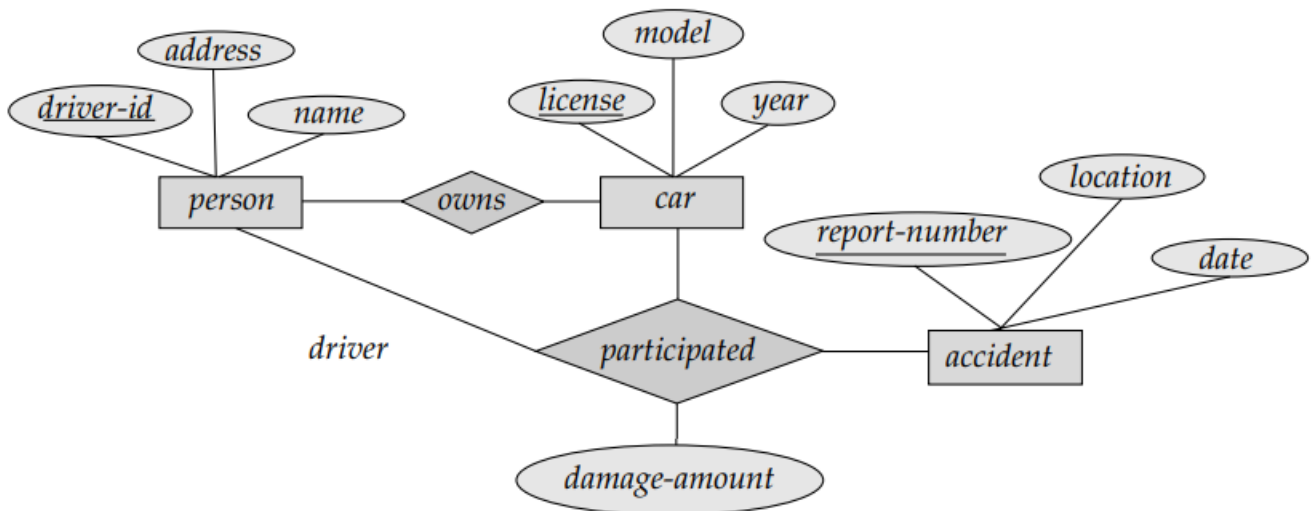 model
address
driver-id
name
license
year
person
owns
car
location
report-number
date
driver
participated
accident
damage-amount